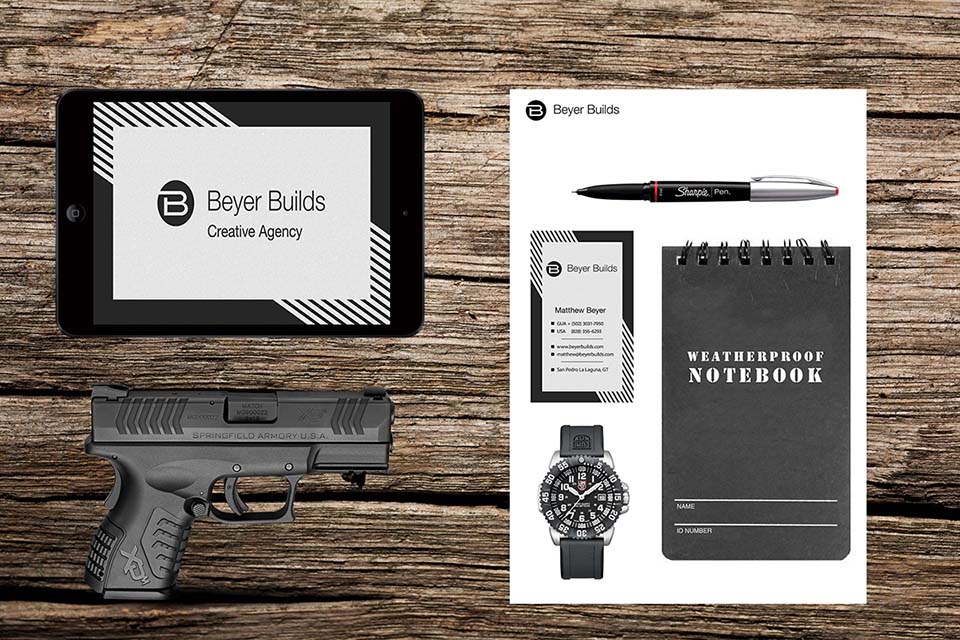 B Beyer Builds
Creative Agency
B Beyer Builds
Sharpie. Pen.
B Beyer Builds
Matthew Beyer
GUA + (502) 3031-7950
USA (828) 356-6293
www.beyerbuilds.com
matthew@beyerbuilds.com
San Pedro La Laguna, GT
WEATHERPROOF
NOTEBOOK
NAME
ID NUMBER
MATCH
SPRINGFIELD ARMORY U.S.A.
XDM